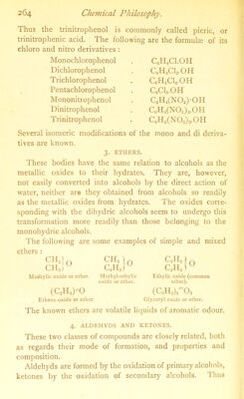 264 Chemical Philosophy.
Thus the trinitrophenol is commonly called picric, or
trinitrophenic acid. The following are the formulæ of its
chloro and nitro derivatives :
Monochlorophenol . C₆H₄Cl.OH
Dichlorophenol . C₆H₃Cl₂.OH
Trichlorophenol . C₆H₂Cl₃.OH
Pentachlorophenol . C₆Cl₅.OH
Mononitrophenol . C₆H₄(NO₂).OH
Dinitrophenol . C₆H₃(NO₂)₂.OH
Trinitrophenol . C₆H₂(NO₂)₃.OH
Several isomeric modifications of the mono and di deriva-
tives are known.
3. ETHERS.
These bodies have the same relation to alcohols as the
metallic oxides to their hydrates. They are, however,
not easily converted into alcohols by the direct action of
water, neither are they obtained from alcohols so readily
as the metallic oxides from hydrates. The oxides corre-
sponding with the dihydric alcohols seem to undergo this
transformation more readily than those belonging to the
monohydric alcohols.
The following are some examples of simple and mixed
ethers :
CH₃ } O CH₃ } O C₂H₅ } O
CH₃ C₂H₅ C₂H₅
Methylic oxide or ether. Methylethylic Ethylic oxide (common
oxide or ether. ether).
(C₂H₄)″O (C₃H₅)₂‴O₃
Ethene oxide or ether Glyceryl oxide or ether.
The known ethers are volatile liquids of aromatic odour.
4. ALDEHYDS AND KETONES.
These two classes of compounds are closely related, both
as regards their mode of formation, and properties and
composition.
Aldehyds are formed by the oxidation of primary alcohols,
ketones by the oxidation of secondary alcohols. Thus